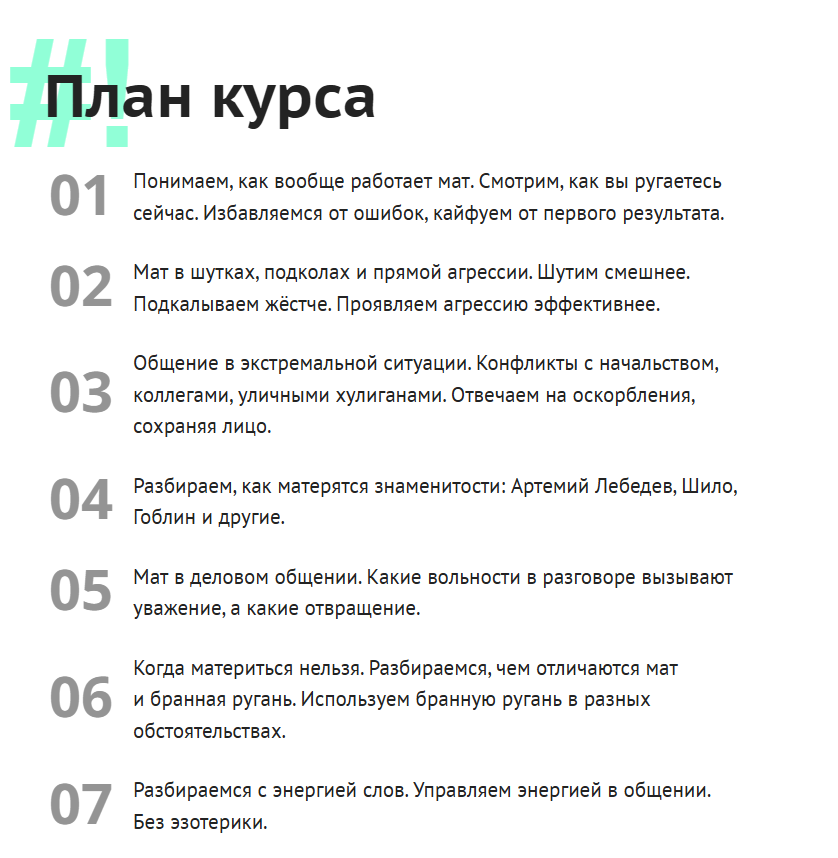 #!
План курса
01
Понимаем, как вообще работает мат. Смотрим, как вы ругаетесь
сейчас. Избавляемся от ошибок, кайфуем от первого результата.
02
Мат в шутках, подколах и прямой агрессии. Шутим смешнее.
Подкалываем жёстче. Проявляем агрессию эффективнее.
03
Общение в экстремальной ситуации. Конфликты с начальством,
коллегами, уличными хулиганами. Отвечаем на оскорбления,
сохраняя лицо.
04
Разбираем, как матерятся знаменитости: Артемий Лебедев, Шило,
Гоблин и другие.
05
Мат в деловом общении. Какие вольности в разговоре вызывают
уважение, а какие отвращение.
06
Когда материться нельзя. Разбираемся, чем отличаются мат
и бранная ругань. Используем бранную ругань в разных
обстоятельствах.
07
Разбираемся с энергией слов. Управляем энергией в общении.
Без эзотерики.